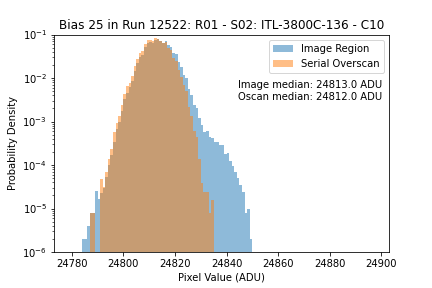 Bias 25 in Run 12522: R01 - S02: ITL-3800C-136 - C10
Image Region
Serial Overscan
Image median: 24813.0 ADU
Oscan median: 24812.0 ADU
Probability Density
10⁻¹
10⁻²
10⁻³
10⁻⁴
10⁻⁵
10⁻⁶
24780 24800 24820 24840 24860 24880 24900
Pixel Value (ADU)